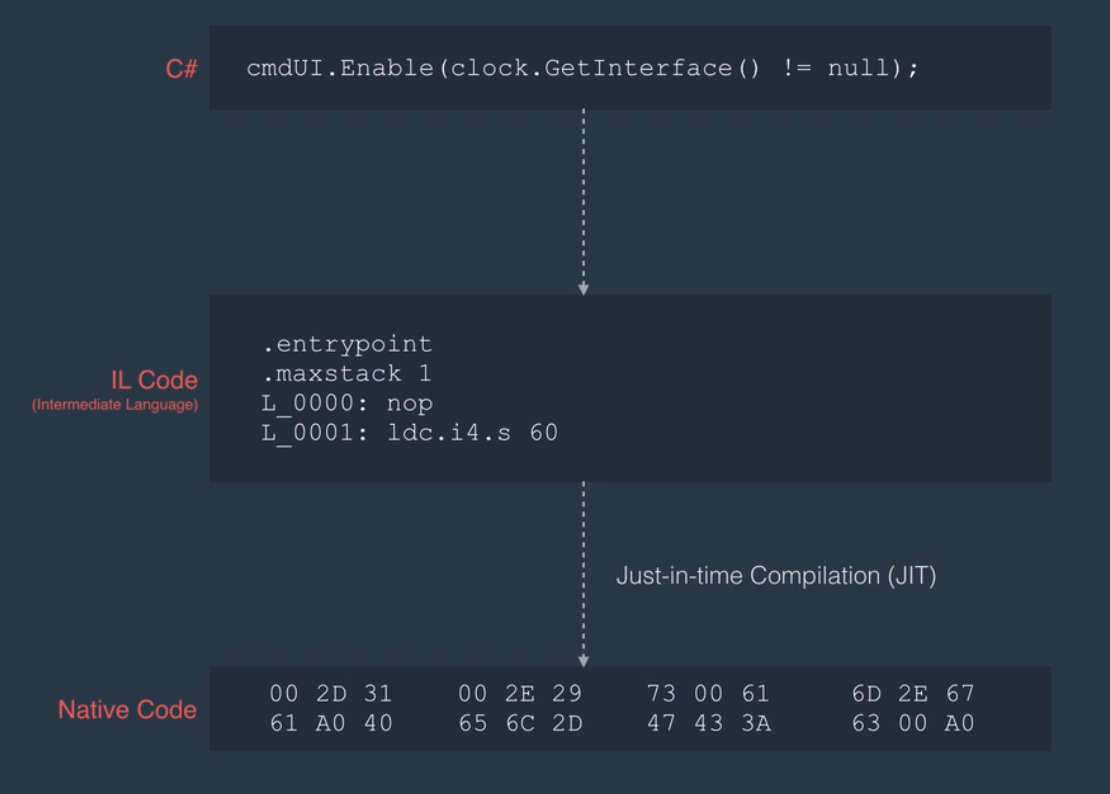 C#
cmdUI.Enable(clock.GetInterface() != null);
IL Code
(Intermediate Language)
.entrypoint
.maxstack 1
L_0000: nop
L_0001: ldc.i4.s 60
Just-in-time Compilation (JIT)
Native Code
00 2D 31 00 2E 29 73 00 61 6D 2E 67
61 A0 40 65 6C 2D 47 43 3A 63 00 A0